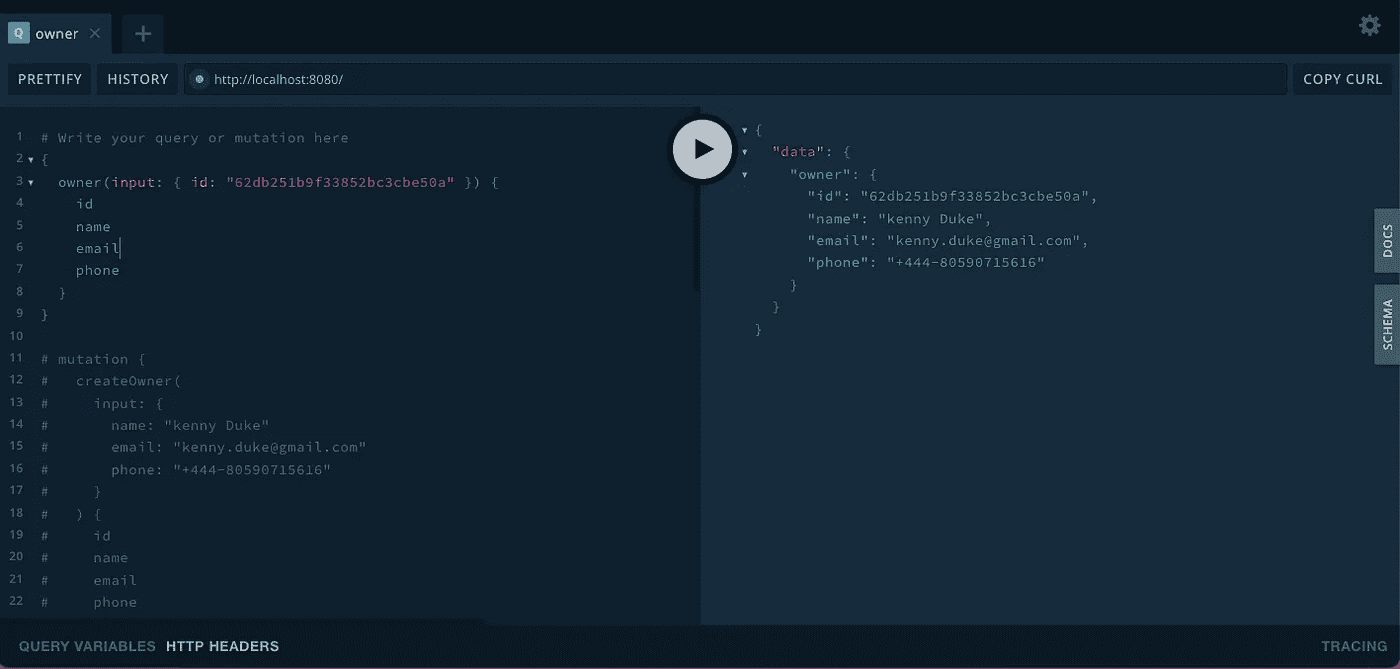 Q owner × +
PRETTIFY HISTORY http://localhost:8080/ COPY CURL
1 # Write your query or mutation here
2 {
3 owner(input: { id: "62db251b9f33852bc3cbe50a" }) {
4 id
5 name
6 email
7 phone
8 }
9 }
10
11 # mutation {
12 # createOwner(
13 # input: {
14 # name: "kenny Duke"
15 # email: "kenny.duke@gmail.com"
16 # phone: "+444-80590715616"
17 # }
18 # ) {
19 # id
20 # name
21 # email
22 # phone
{
"data": {
"owner": {
"id": "62db251b9f33852bc3cbe50a",
"name": "kenny Duke",
"email": "kenny.duke@gmail.com",
"phone": "+444-80590715616"
}
}
}
DOCS
SCHEMA
QUERY VARIABLES HTTP HEADERS TRACING